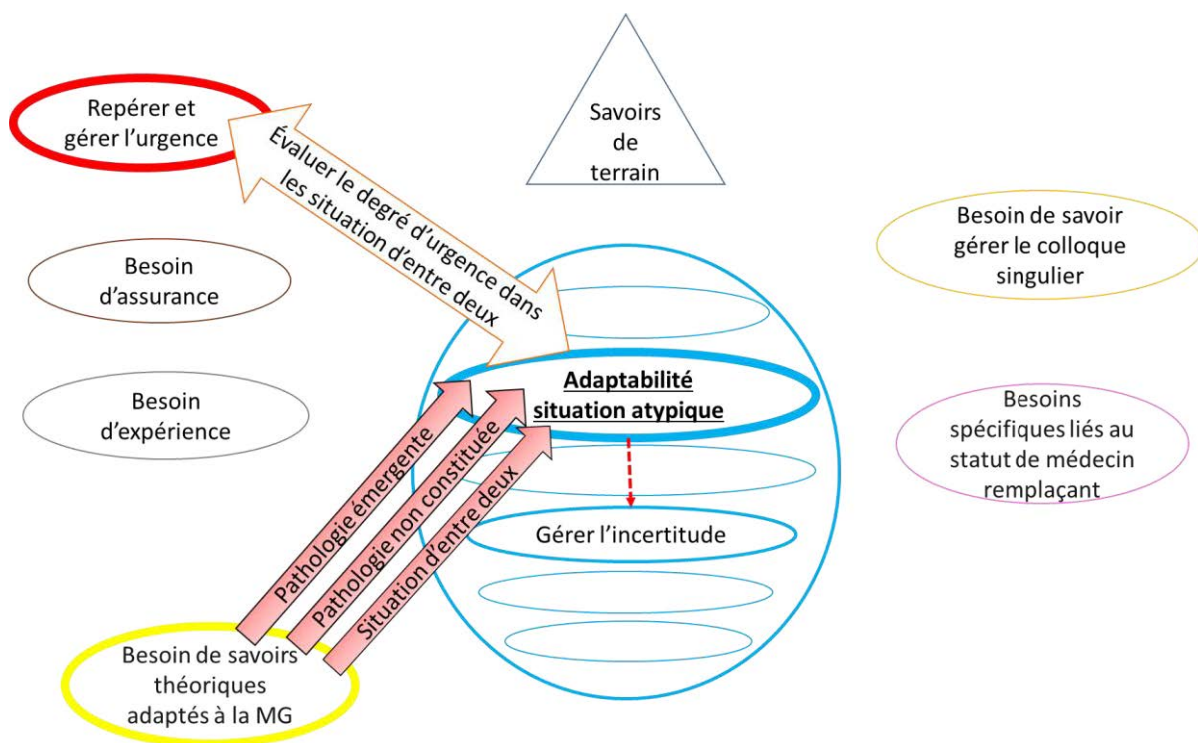 Repérer et
gérer l'urgence
Évaluer le degré d'urgence dans
les situation d'entre deux
Savoirs
de
terrain
Besoin de savoir
gérer le colloque
singulier
Besoin
d'assurance
Adaptabilité
situation atypique
Besoin
d'expérience
Besoins
spécifiques liés au
statut de médecin
remplaçant
Gérer l'incertitude
Pathologie émergente
Pathologie non constituée
Situation d'entre deux
Besoin de savoirs
théoriques
adaptés à la MG